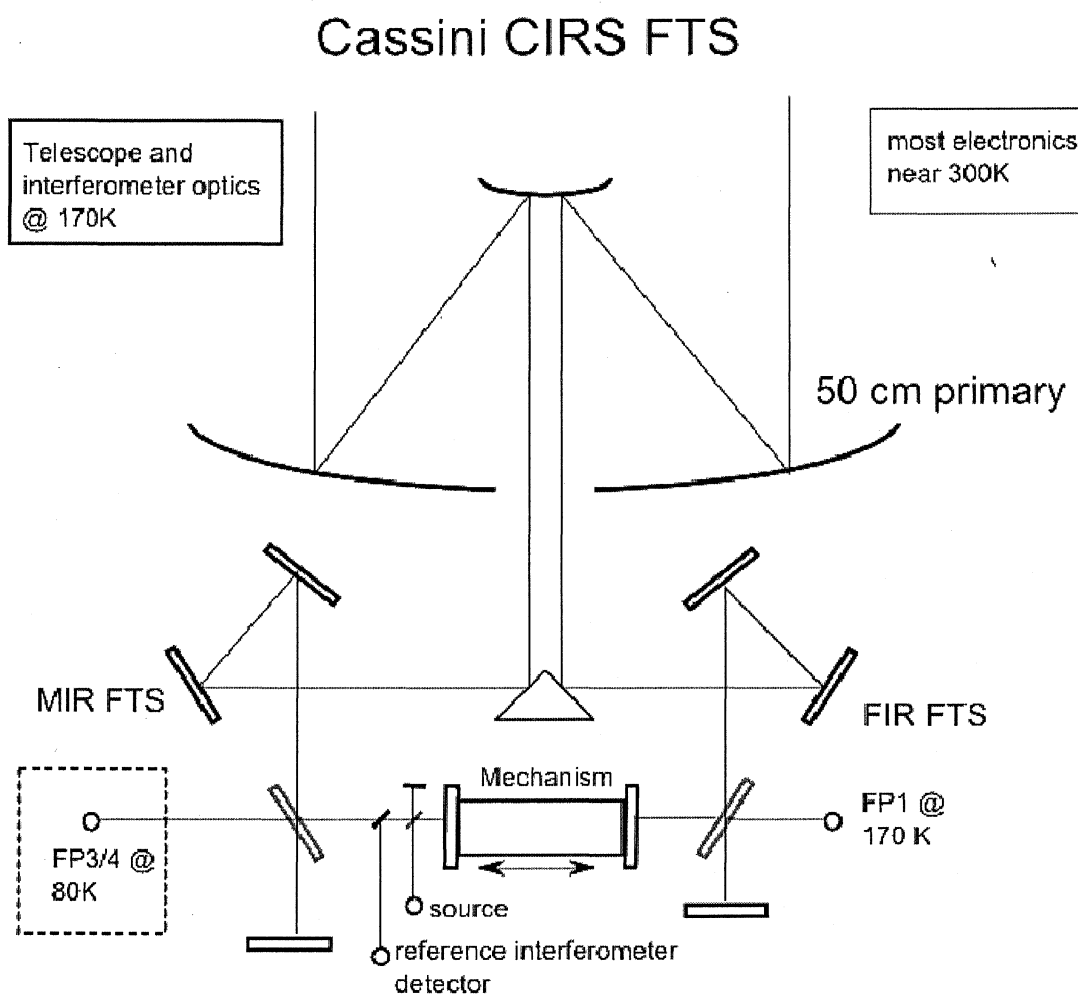 Cassini CIRS FTS
Telescope and
interferometer optics
@ 170K
most electronics
near 300K
50 cm primary
MIR FTS
FIR FTS
Mechanism
FP3/4 @
80K
FP1 @
170 K
source
reference interferometer
detector